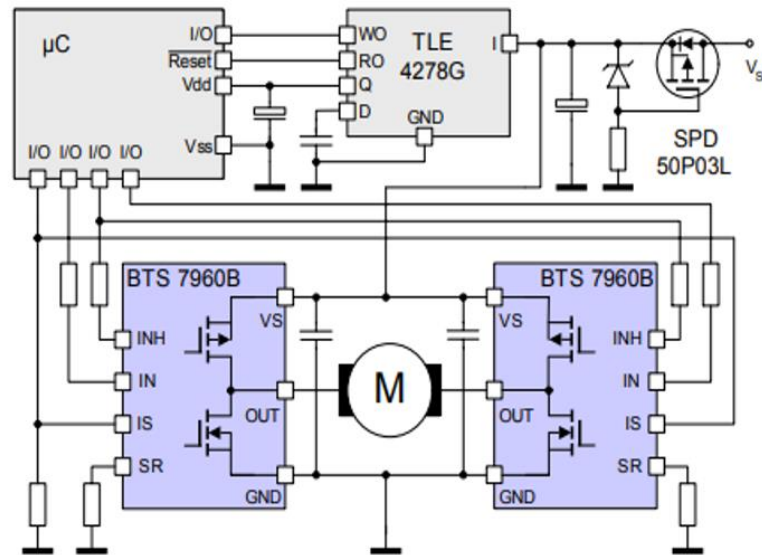 µC
I/O
Reset
Vdd
Vss
I/O I/O I/O I/O
WO
RO
Q
D
TLE
4278G
I
GND
V
S
SPD
50P03L
BTS 7960B
VS
INH
IN
IS
SR
OUT
GND
M
BTS 7960B
VS
INH
IN
IS
SR
OUT
GND